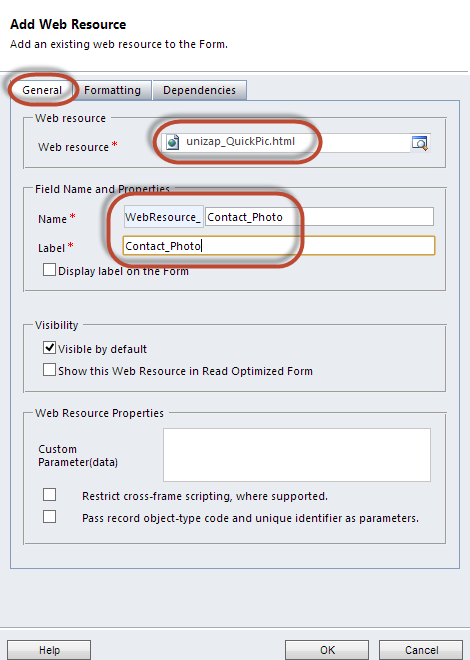 Add Web Resource
Add an existing web resource to the Form.
General Formatting Dependencies
Web resource
Web resource * unizap_QuickPic.html
Field Name and Properties
Name * WebResource_ Contact_Photo
Label * Contact_Photo
Display label on the Form
Visibility
Visible by default
Show this Web Resource in Read Optimized Form
Web Resource Properties
Custom
Parameter(data)
Restrict cross-frame scripting, where supported.
Pass record object-type code and unique identifier as parameters.
Help OK Cancel